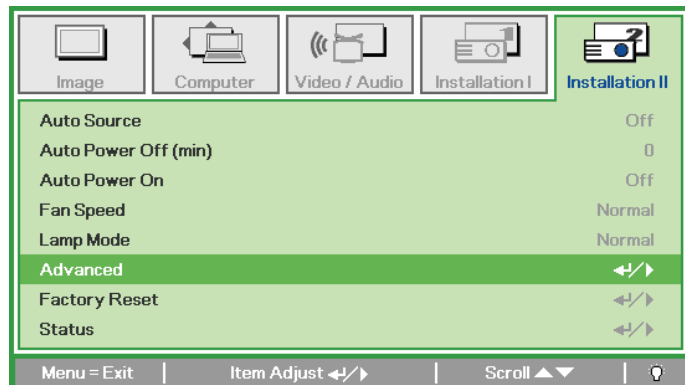 Image Computer Video / Audio Installation I Installation II
Auto Source Off
Auto Power Off (min) 0
Auto Power On Off
Fan Speed Normal
Lamp Mode Normal
Advanced
Factory Reset
Status
Menu = Exit Item Adjust Scroll